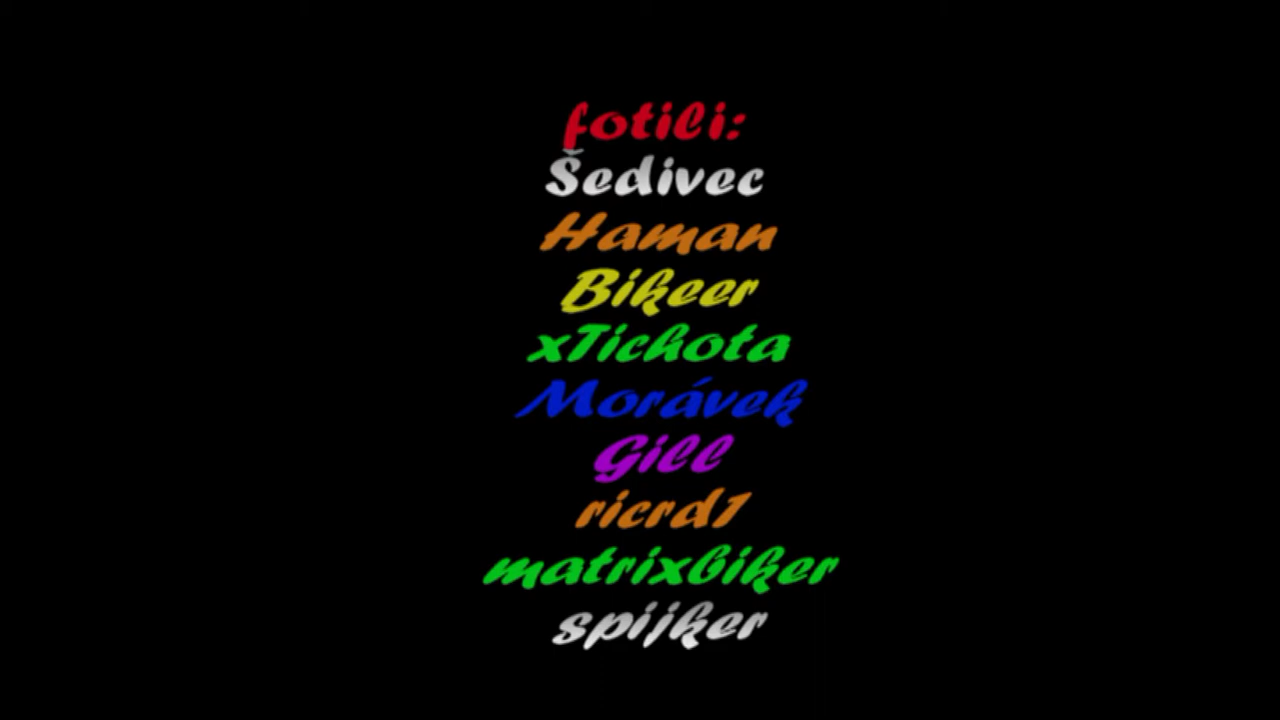 fotili:
Šedivec
Haman
Bikeer
xTichota
Morávek
Gill
ricrd1
matrixbiker
spijker